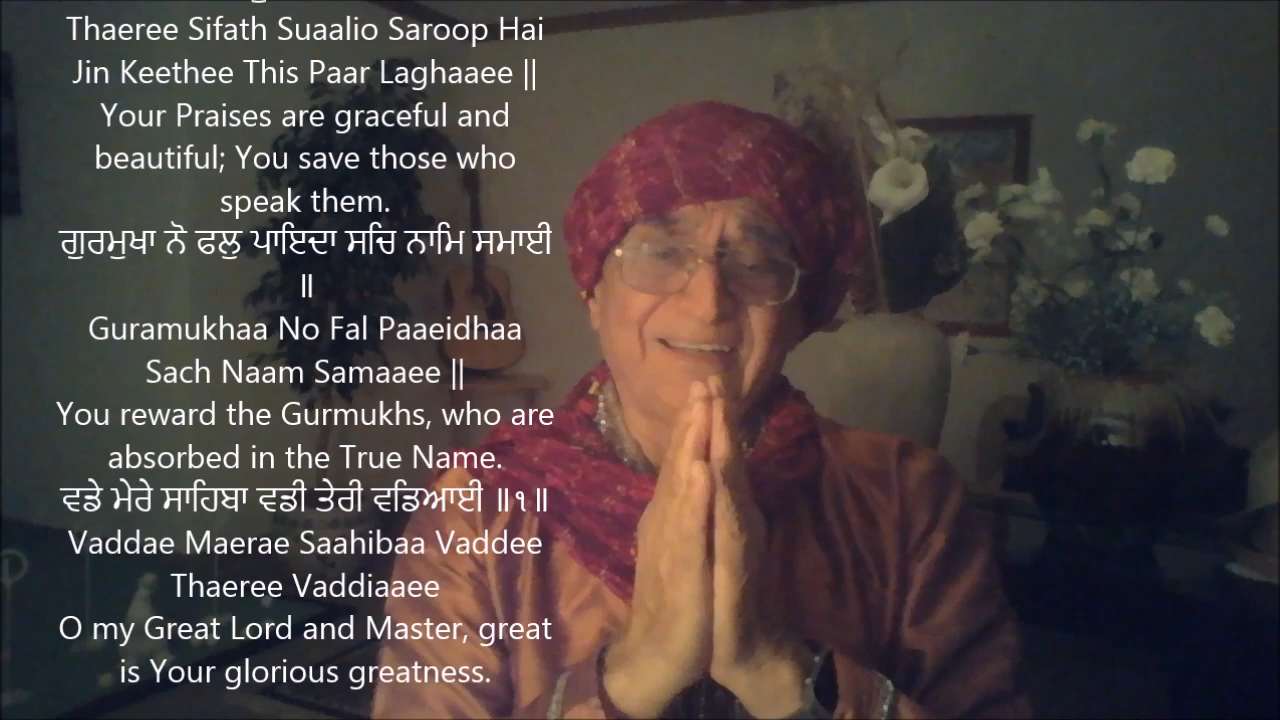 Thaeree Sifath Suaalio Saroop Hai
Jin Keethee This Paar Laghaaee ||
Your Praises are graceful and
beautiful; You save those who
speak them.
ਗੁਰਮੁਖਾ ਨੋ ਫਲੁ ਪਾਇਦਾ ਸਚਿ ਨਾਮਿ ਸਮਾਈ
॥
Guramukhaa No Fal Paaeidhaa
Sach Naam Samaaee ||
You reward the Gurmukhs, who are
absorbed in the True Name.
ਵਡੇ ਮੇਰੇ ਸਾਹਿਬਾ ਵਡੀ ਤੇਰੀ ਵਡਿਆਈ ॥੧॥
Vaddae Maerae Saahibaa Vaddee
Thaeree Vaddiaaee
O my Great Lord and Master, great
is Your glorious greatness.